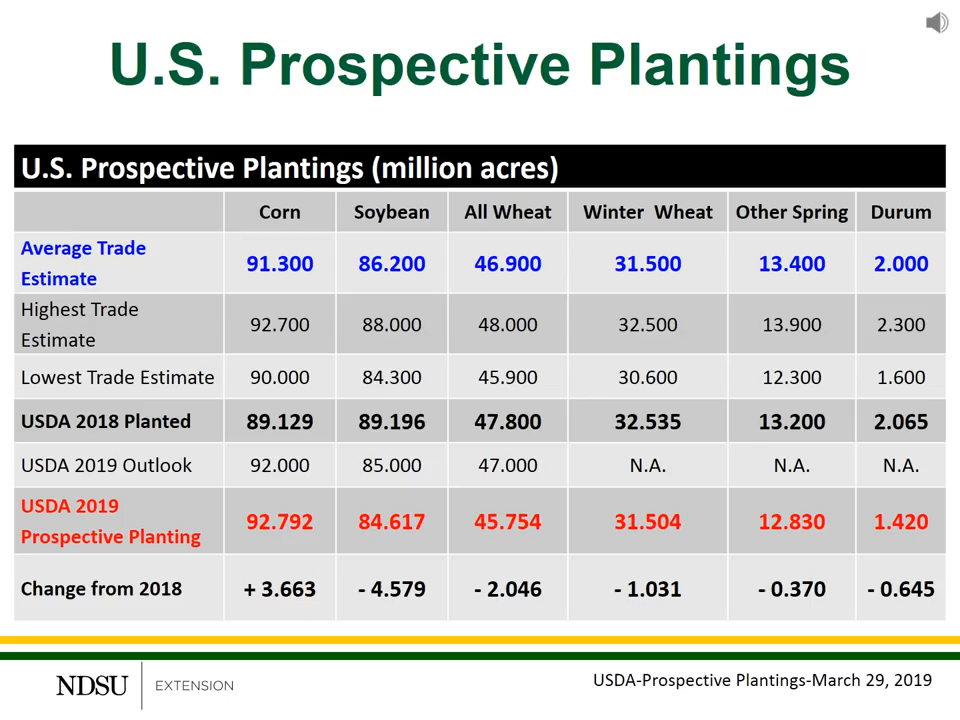 U.S. Prospective Plantings
U.S. Prospective Plantings (million acres)
Corn Soybean All Wheat Winter Wheat Other Spring Durum
Average Trade
Estimate 91.300 86.200 46.900 31.500 13.400 2.000
Highest Trade
Estimate 92.700 88.000 48.000 32.500 13.900 2.300
Lowest Trade Estimate 90.000 84.300 45.900 30.600 12.300 1.600
USDA 2018 Planted 89.129 89.196 47.800 32.535 13.200 2.065
USDA 2019 Outlook 92.000 85.000 47.000 N.A. N.A. N.A.
USDA 2019
Prospective Planting 92.792 84.617 45.754 31.504 12.830 1.420
Change from 2018 + 3.663 - 4.579 - 2.046 - 1.031 - 0.370 - 0.645
NDSU EXTENSION
USDA-Prospective Plantings-March 29, 2019